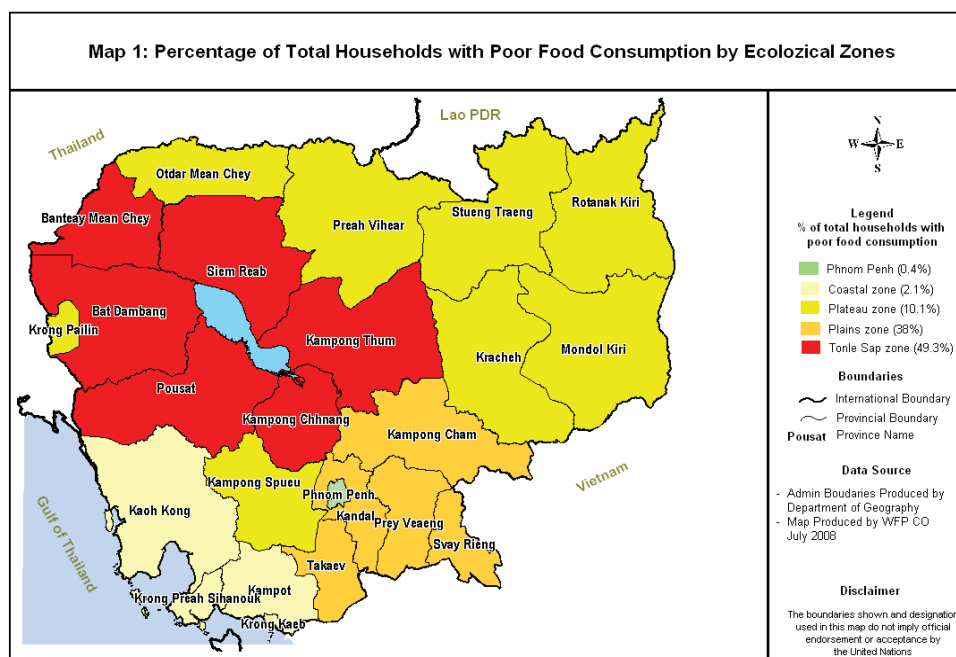 Map 1: Percentage of Total Households with Poor Food Consumption by Ecolozical Zones
Lao PDR
Thailand
Otdar Mean Chey
Rotanak Kiri
Banteay Mean Chey
Stueng Traeng
Preah Vihear
Siem Reab
Bat Dambang
Krong Pailin
Kampong Thum
Kracheh
Mondol Kiri
Pousat
Kampong Chhnang
Kampong Cham
Vietnam
Kampong Spueu
Phnom Penh
Kaoh Kong
Kandal
Prey Veaeng
Gulf of Thailand
Svay Rieng
Takaev
Kampot
Krong Preah Sihanouk
Krong Kaeb
N
W E
S
Legend
% of total households with
poor food consumption
Phnom Penh (0.4%)
Coastal zone (2.1%)
Plateau zone (10.1%)
Plains zone (38%)
Tonle Sap zone (49.3%)
Boundaries
International Boundary
Provincial Boundary
Pousat Province Name
Data Source
- Admin Boudaries Produced by
Department of Geography
- Map Produced by WFP CO
July 2008
Disclaimer
The boundaries shown and designation
used in this map do not imply official
endorsement or acceptance by
the United Nations